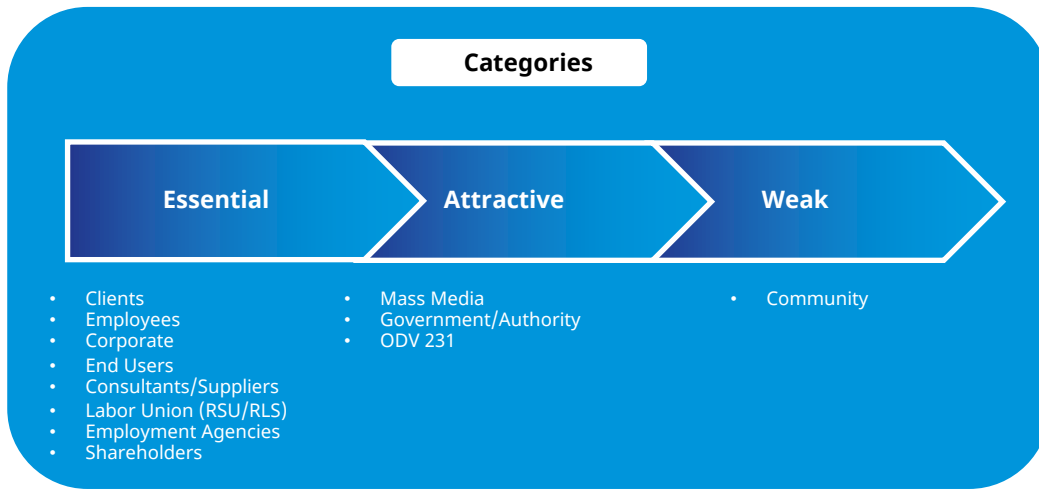 Categories
Essential
Attractive
Weak
• Clients
• Employees
• Corporate
• End Users
• Consultants/Suppliers
• Labor Union (RSU/RLS)
• Employment Agencies
• Shareholders
• Mass Media
• Government/Authority
• ODV 231
• Community